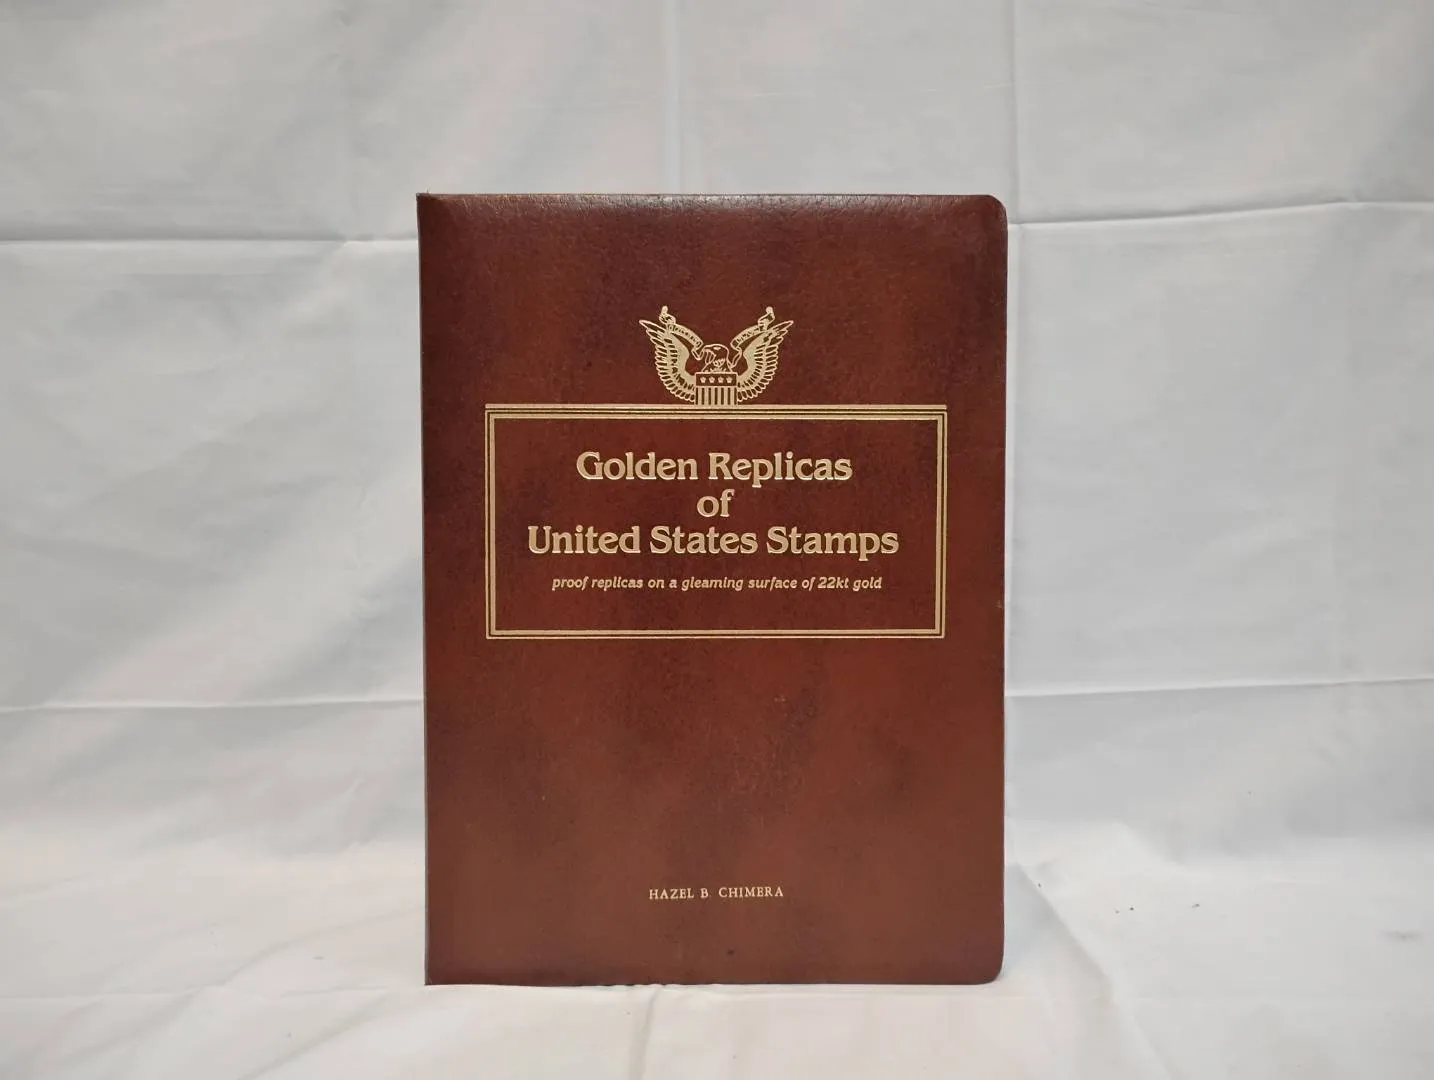 Golden Replicas
of
United States Stamps
proof replicas on a gleaming surface of 22kt gold
HAZEL B. CHIMERA